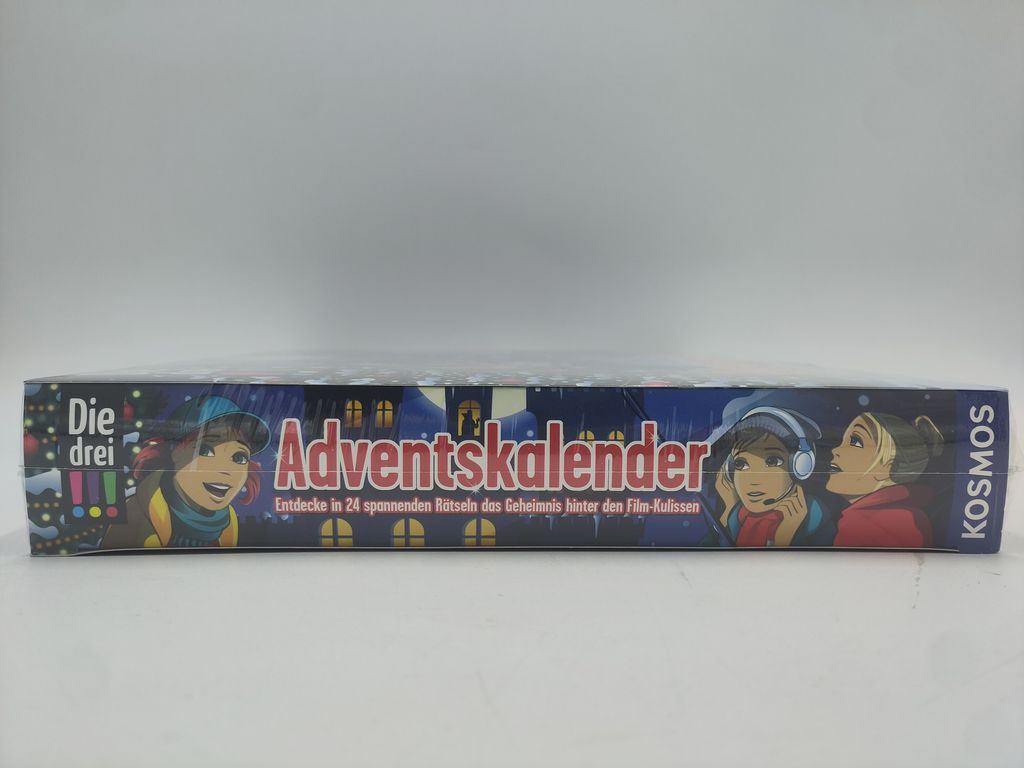 Die
drei
!!!
Adventskalender
Entdecke in 24 spannenden Rätseln das Geheimnis hinter den Film-Kulissen
KOSMOS